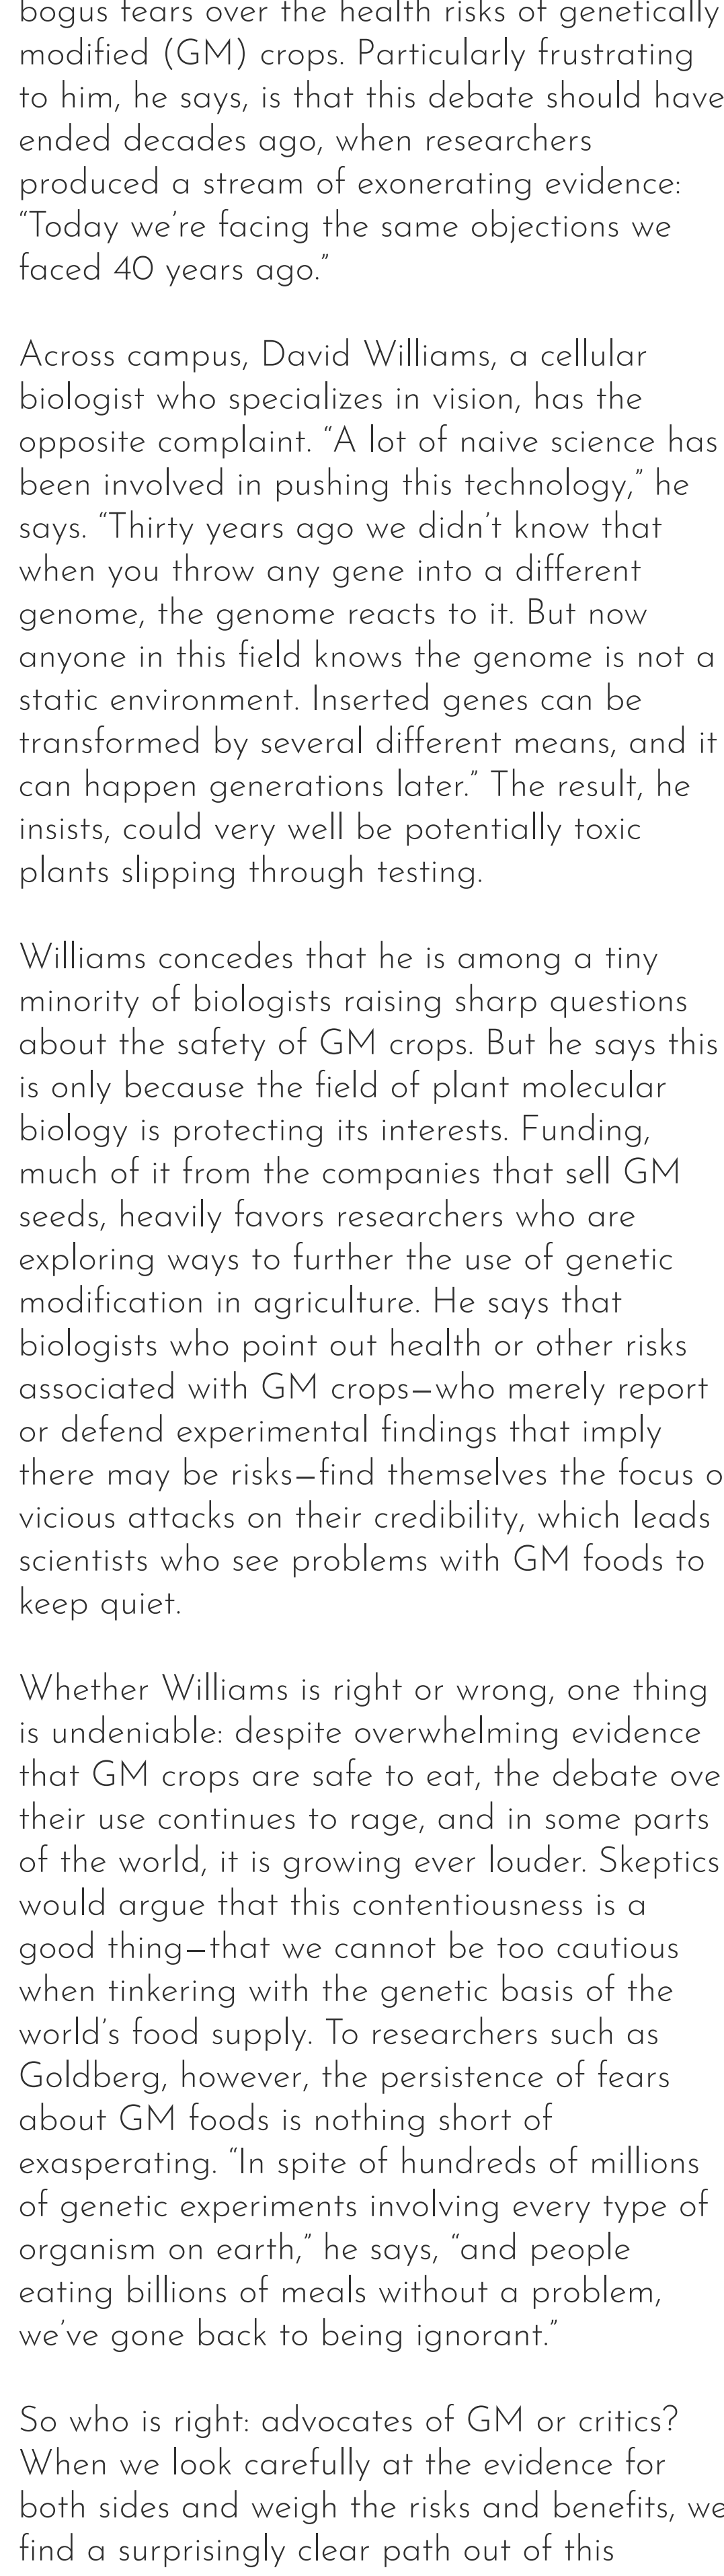 bogus fears over the health risks of genetically
modified (GM) crops. Particularly frustrating
to him, he says, is that this debate should have
ended decades ago, when researchers
produced a stream of exonerating evidence:
“Today we’re facing the same objections we
faced 40 years ago.”
Across campus, David Williams, a cellular
biologist who specializes in vision, has the
opposite complaint. “A lot of naive science has
been involved in pushing this technology,” he
says. “Thirty years ago we didn’t know that
when you throw any gene into a different
genome, the genome reacts to it. But now
anyone in this field knows the genome is not a
static environment. Inserted genes can be
transformed by several different means, and it
can happen generations later.” The result, he
insists, could very well be potentially toxic
plants slipping through testing.
Williams concedes that he is among a tiny
minority of biologists raising sharp questions
about the safety of GM crops. But he says this
is only because the field of plant molecular
biology is protecting its interests. Funding,
much of it from the companies that sell GM
seeds, heavily favors researchers who are
exploring ways to further the use of genetic
modification in agriculture. He says that
biologists who point out health or other risks
associated with GM crops—who merely report
or defend experimental findings that imply
there may be risks—find themselves the focus o
vicious attacks on their credibility, which leads
scientists who see problems with GM foods to
keep quiet.
Whether Williams is right or wrong, one thing
is undeniable: despite overwhelming evidence
that GM crops are safe to eat, the debate ove
their use continues to rage, and in some parts
of the world, it is growing ever louder. Skeptics
would argue that this contentiousness is a
good thing—that we cannot be too cautious
when tinkering with the genetic basis of the
world’s food supply. To researchers such as
Goldberg, however, the persistence of fears
about GM foods is nothing short of
exasperating. “In spite of hundreds of millions
of genetic experiments involving every type of
organism on earth,” he says, “and people
eating billions of meals without a problem,
we’ve gone back to being ignorant.”
So who is right: advocates of GM or critics?
When we look carefully at the evidence for
both sides and weigh the risks and benefits, we
find a surprisingly clear path out of this